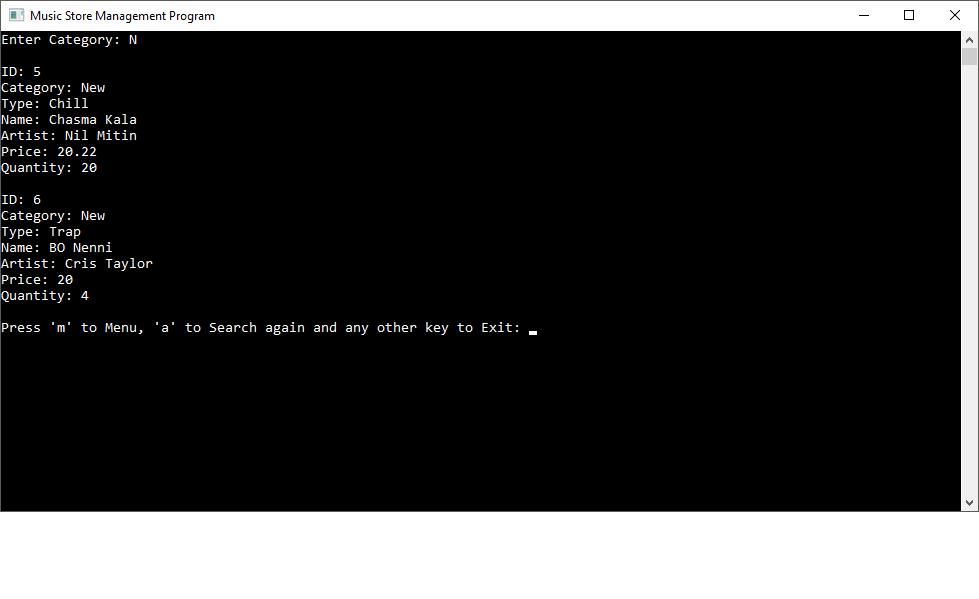 Music Store Management Program
Enter Category: N
ID: 5
Category: New
Type: Chill
Name: Chasma Kala
Artist: Nil Mitin
Price: 20.22
Quantity: 20
ID: 6
Category: New
Type: Trap
Name: BO Nenni
Artist: Cris Taylor
Price: 20
Quantity: 4
Press 'm' to Menu, 'a' to Search again and any other key to Exit: